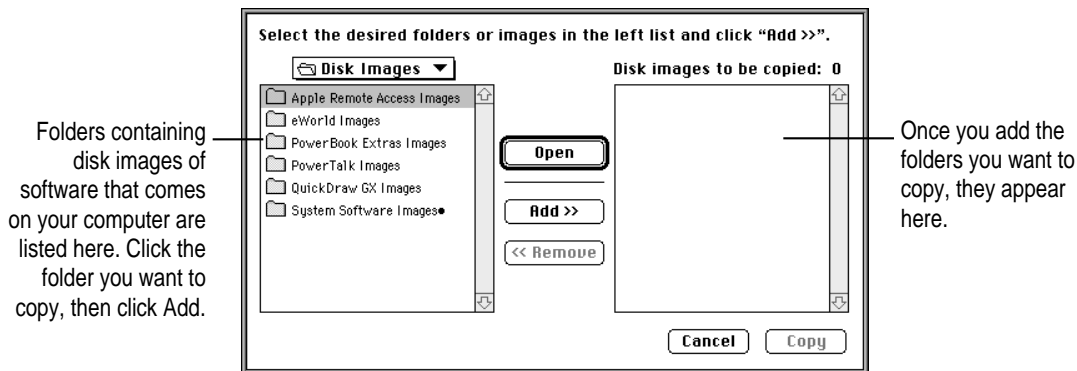 Select the desired folders or images in the left list and click “Add >>”.
Disk Images
Disk images to be copied: 0
Apple Remote Access Images
eWorld Images
PowerBook Extras Images
PowerTalk Images
QuickDraw GX Images
System Software Images●
Open
Add >>
<< Remove
Cancel
Copy
Folders containing
disk images of
software that comes
on your computer are
listed here. Click the
folder you want to
copy, then click Add.
Once you add the
folders you want to
copy, they appear
here.